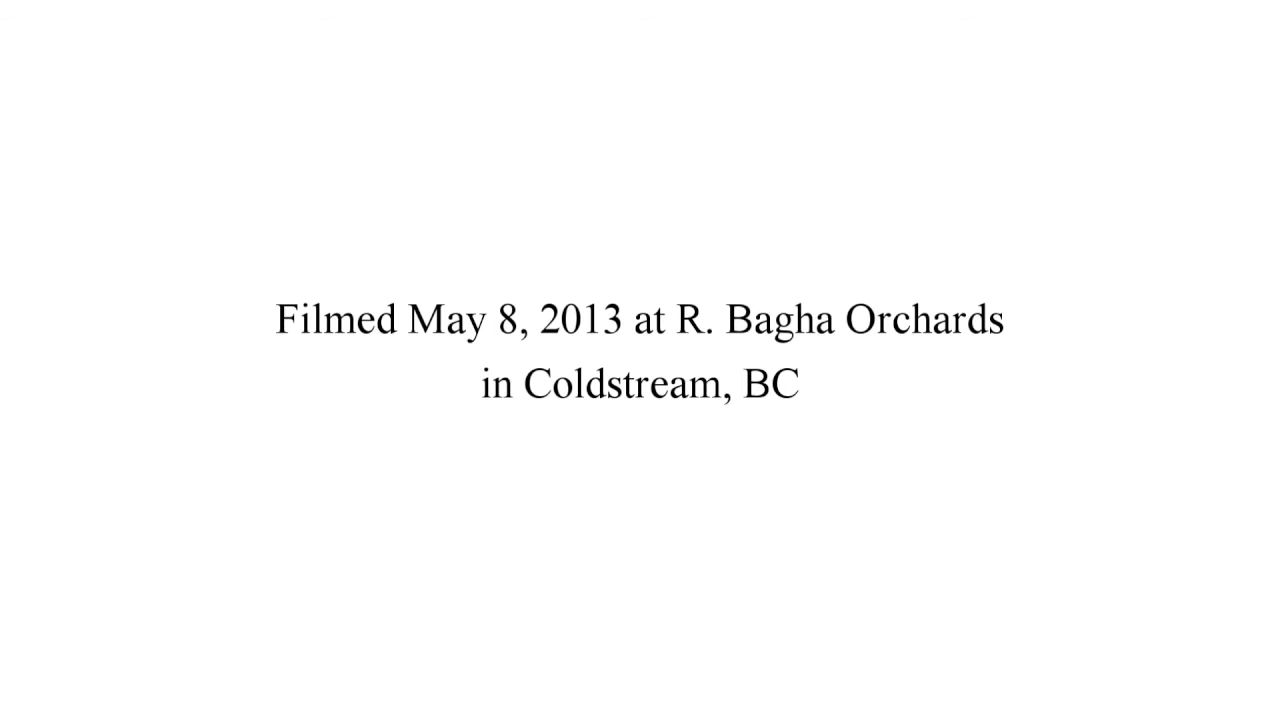 Filmed May 8, 2013 at R. Bagha Orchards
in Coldstream, BC